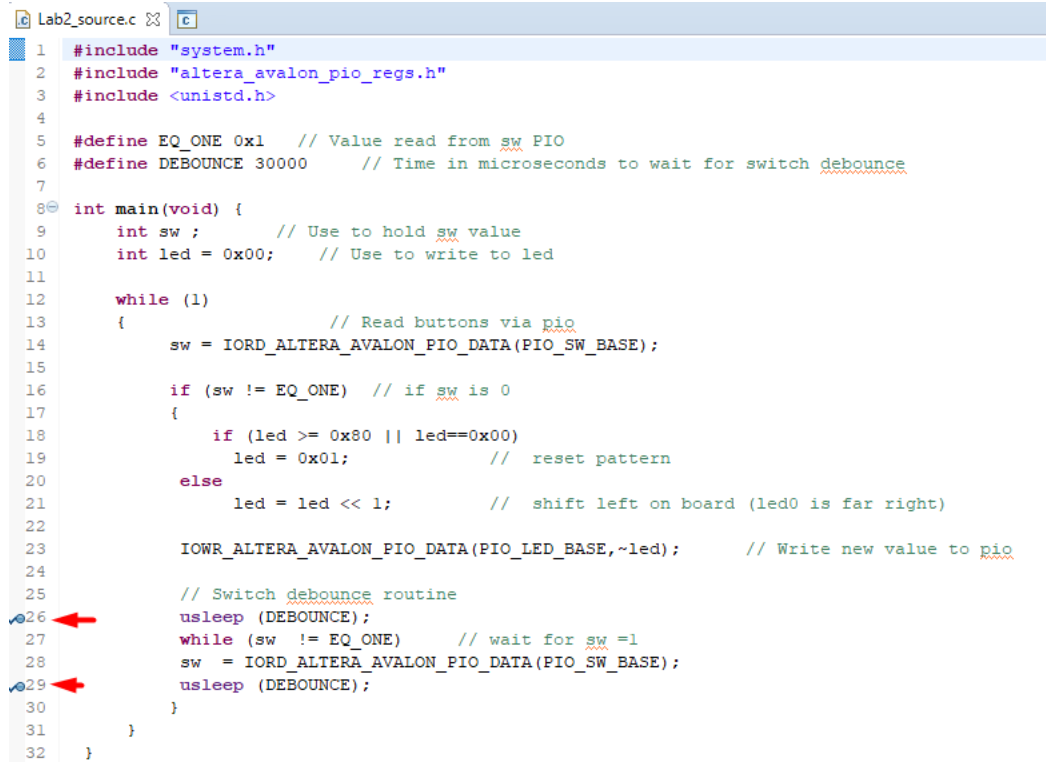 Lab2_source.c
1 #include "system.h"
2 #include "altera_avalon_pio_regs.h"
3 #include <unistd.h>
4
5 #define EQ_ONE 0x1   // Value read from sw PIO
6 #define DEBOUNCE 30000     // Time in microseconds to wait for switch debounce
7
8 int main(void) {
9     int sw ;       // Use to hold sw value
10     int led = 0x00;    // Use to write to led
11
12     while (1)
13     {                   // Read buttons via pio
14          sw = IORD_ALTERA_AVALON_PIO_DATA(PIO_SW_BASE);
15
16          if (sw != EQ_ONE)  // if sw is 0
17          {
18              if (led >= 0x80 || led==0x00)
19                led = 0x01;             //  reset pattern
20           else
21                led = led << 1;         //  shift left on board (led0 is far right)
22
23           IOWR_ALTERA_AVALON_PIO_DATA(PIO_LED_BASE,~led);      // Write new value to pio
24
25           // Switch debounce routine
26           usleep (DEBOUNCE);
27           while (sw  != EQ_ONE)    // wait for sw =1
28           sw  = IORD_ALTERA_AVALON_PIO_DATA(PIO_SW_BASE);
29           usleep (DEBOUNCE);
30          }
31      }
32  }